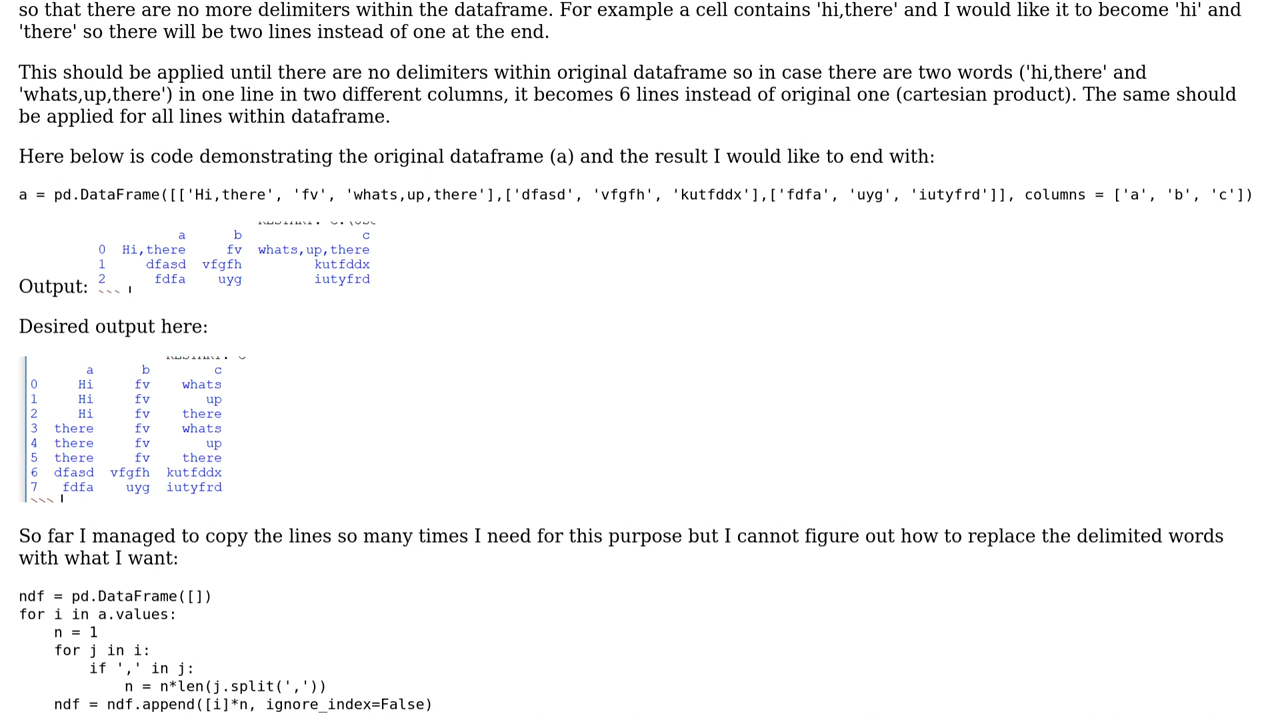 so that there are no more delimiters within the dataframe. For example a cell contains 'hi,there' and I would like it to become 'hi' and
'there' so there will be two lines instead of one at the end.
This should be applied until there are no delimiters within original dataframe so in case there are two words ('hi,there' and
'whats,up,there') in one line in two different columns, it becomes 6 lines instead of original one (cartesian product). The same should
be applied for all lines within dataframe.
Here below is code demonstrating the original dataframe (a) and the result I would like to end with:
a = pd.DataFrame([['Hi,there', 'fv', 'whats,up,there'],['dfasd', 'vfgfh', 'kutfddx'],['fdfa', 'uyg', 'iutyfrd']], columns = ['a', 'b', 'c'])
a b c
0 Hi,there fv whats,up,there
1 dfasd vfgfh kutfddx
2 fdfa uyg iutyfrd
Output:
Desired output here:
a b c
0 Hi fv whats
1 Hi fv up
2 Hi fv there
3 there fv whats
4 there fv up
5 there fv there
6 dfasd vfgfh kutfddx
7 fdfa uyg iutyfrd
So far I managed to copy the lines so many times I need for this purpose but I cannot figure out how to replace the delimited words
with what I want:
ndf = pd.DataFrame([])
for i in a.values:
    n = 1
    for j in i:
        if ',' in j:
            n = n*len(j.split(','))
    ndf = ndf.append([i]*n, ignore_index=False)